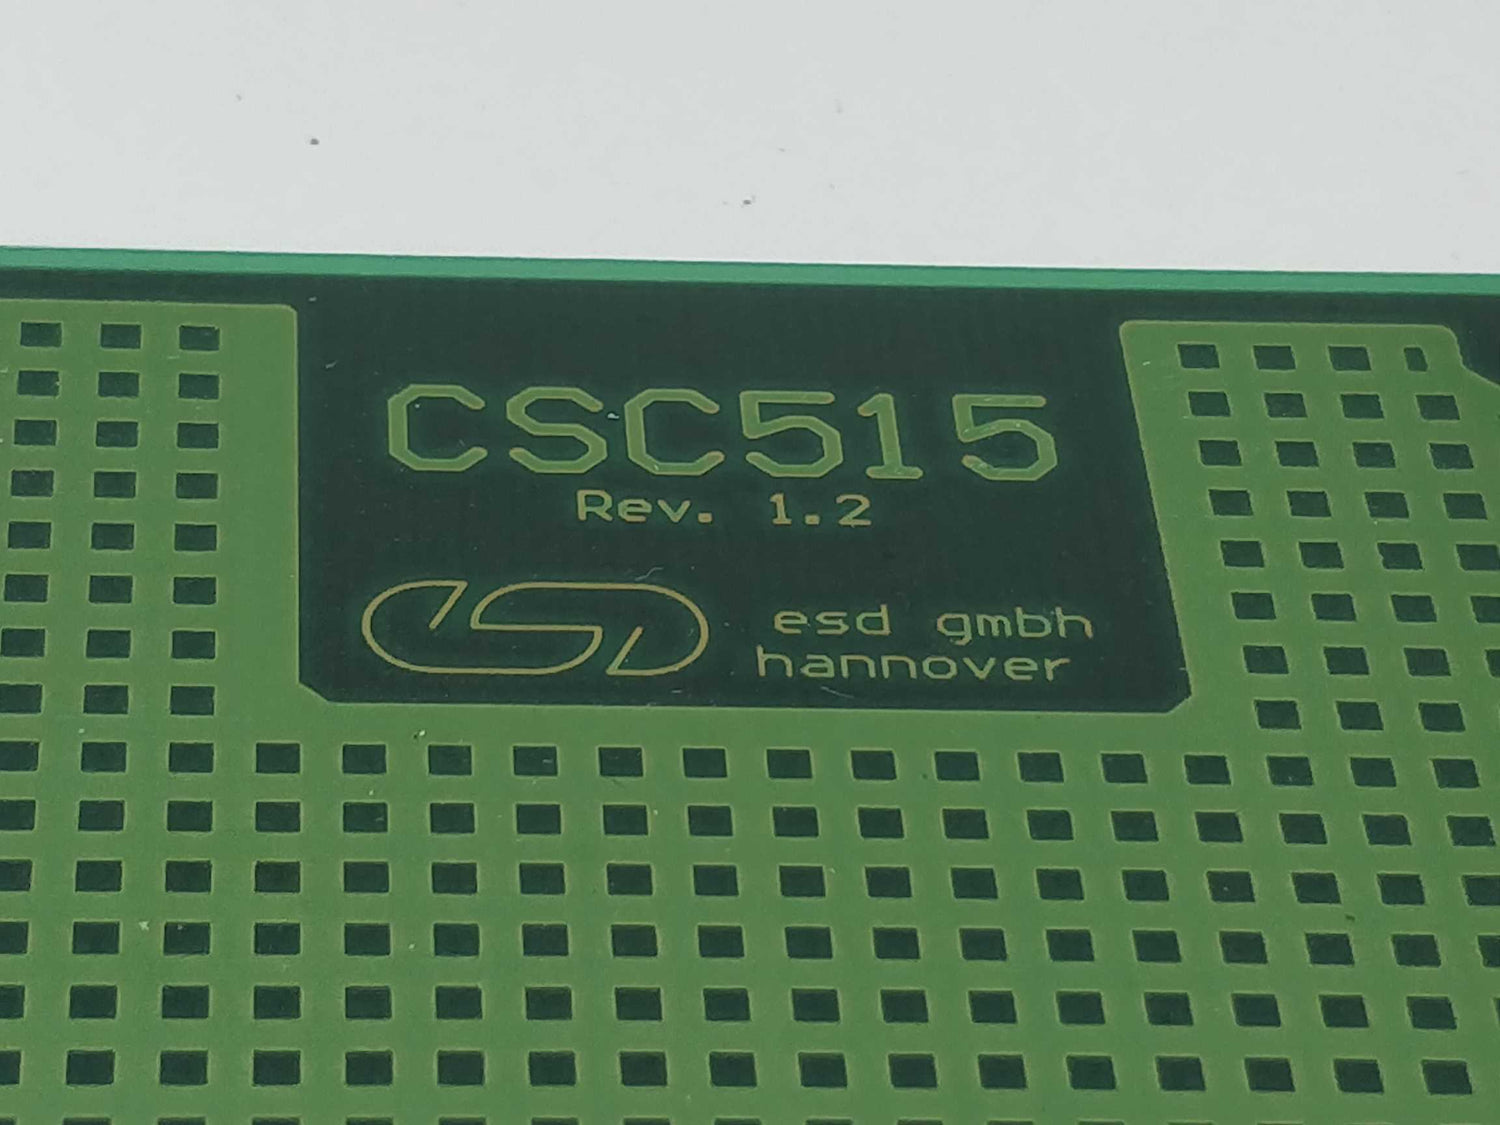 CSC515
Rev. 1.2
esd gmbh
hannover